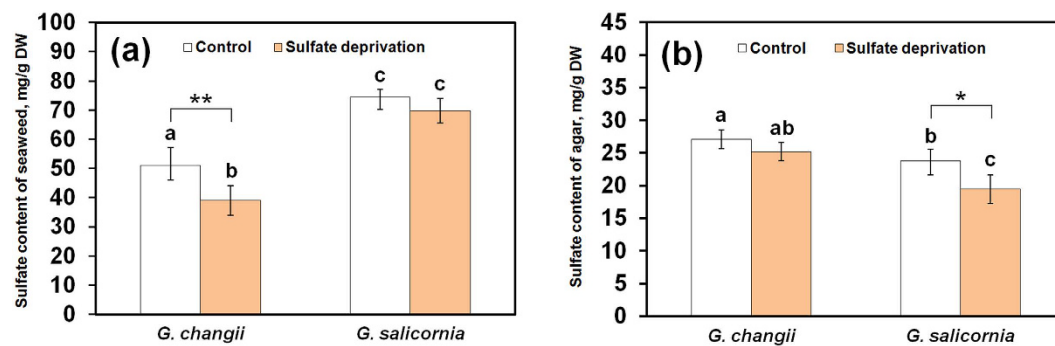 (a)
Control
Sulfate deprivation
Sulfate content of seaweed, mg/g DW
100
90
80
70
60
50
40
30
20
10
0
**
a
b
c
c
G. changii
G. salicornia
(b)
Control
Sulfate deprivation
Sulfate content of agar, mg/g DW
45
40
35
30
25
20
15
10
5
0
a
ab
*
b
c
G. changii
G. salicornia